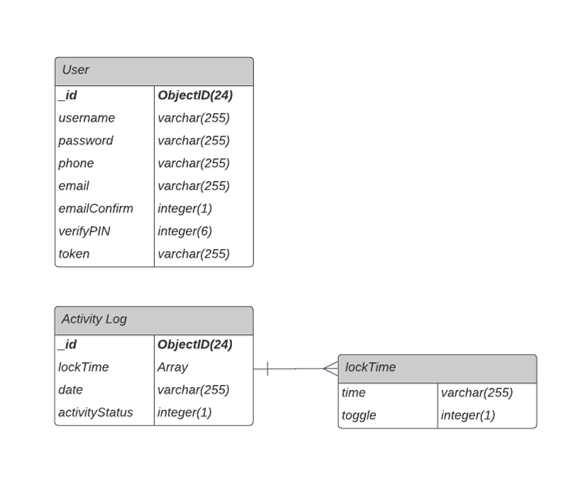 User
_id ObjectID(24)
username varchar(255)
password varchar(255)
phone varchar(255)
email varchar(255)
emailConfirm integer(1)
verifyPIN integer(6)
token varchar(255)
Activity Log
_id ObjectID(24)
lockTime Array
date varchar(255)
activityStatus integer(1)
lockTime
time varchar(255)
toggle integer(1)